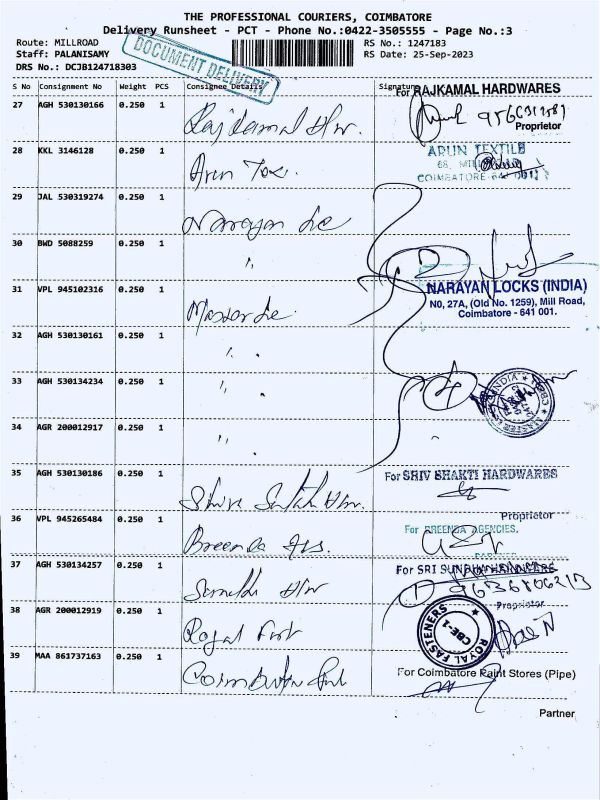 THE PROFESSIONAL COURIERS, COIMBATORE
Delivery Runsheet - PCT - Phone No.:0422-3505555 - Page No.:3
Route: MILLROAD
Staff: PALANISAMY
DRS No.: DCJB124718303
RS No.: 1247183
RS Date: 25-Sep-2023
DOCUMENT DELIVERY
S No Consignment No Weight PCS Consignee Details Signature
27 AGH 530130166 0.250 1 Rajkamal Hw.
For RAJKAMAL HARDWARES
Proprietor
28 KKL 3146128 0.250 1 Arun Tex.
ARUN TEXTILE
COIMBATORE
29 JAL 530319274 0.250 1 Narayan
30 BWD 5088259 0.250 1 "
NARAYAN LOCKS (INDIA)
N0, 27A, (Old No. 1259), Mill Road,
Coimbatore - 641 001.
31 VPL 945102316 0.250 1 Master
32 AGH 530130161 0.250 1 " "
33 AGH 534134234 0.250 1 " "
34 AGR 200012917 0.250 1 " "
35 AGH 530130186 0.250 1 Shiv Sakthi Hw.
For SHIV SHAKTI HARDWARES
Proprietor
36 VPL 945265484 0.250 1 Breenda
For BREENDA AGENCIES.
37 AGH 530134257 0.250 1
For SRI
Proprietor
38 AGR 200012919 0.250 1 Royal Fast
ROYAL FASTENERS
CBE-1
39 MAA 861737163 0.250 1
For Coimbatore Paint Stores (Pipe)
Partner